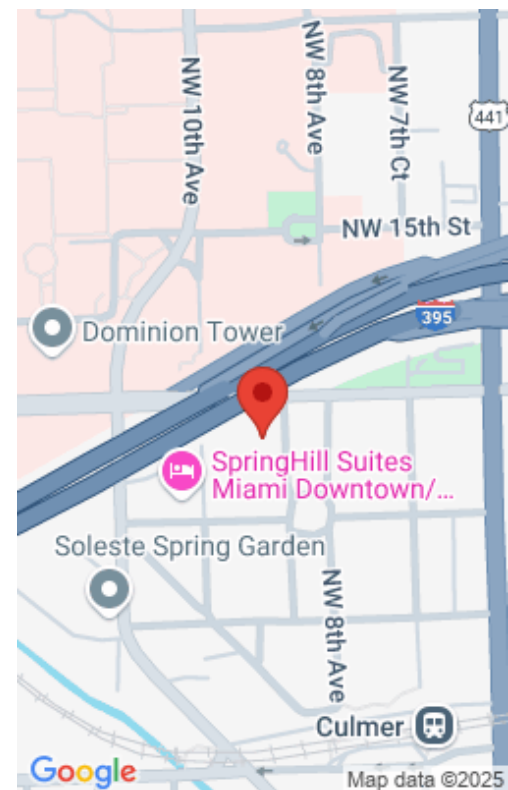 NW 10th Ave
NW 8th Ave
NW 7th Ct
441
NW 15th St
395
Dominion Tower
SpringHill Suites
Miami Downtown/...
Soleste Spring Garden
NW 8th Ave
Culmer
Google
Map data ©2025